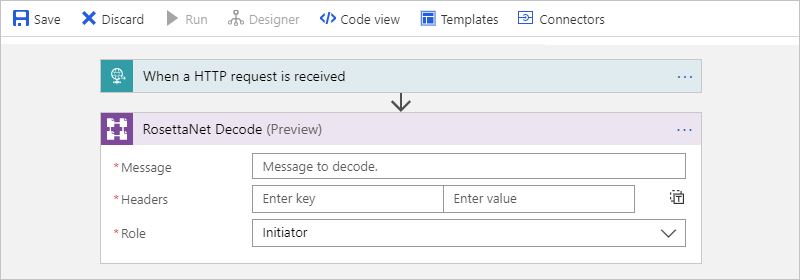 Save Discard Run Designer Code view Templates Connectors
When a HTTP request is received ...
RosettaNet Decode (Preview) ...
*Message Message to decode.
*Headers Enter key Enter value
*Role Initiator